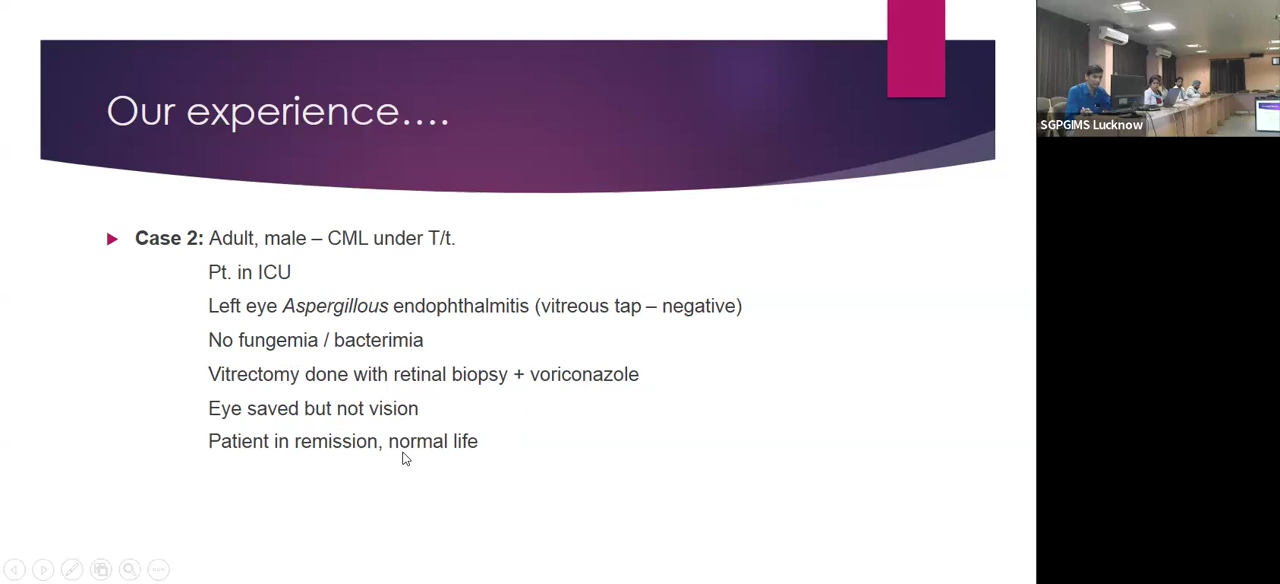 Our experience....
Case 2: Adult, male – CML under T/t.
Pt. in ICU
Left eye Aspergillous endophthalmitis (vitreous tap – negative)
No fungemia / bacterimia
Vitrectomy done with retinal biopsy + voriconazole
Eye saved but not vision
Patient in remission, normal life
SGPGIMS Lucknow